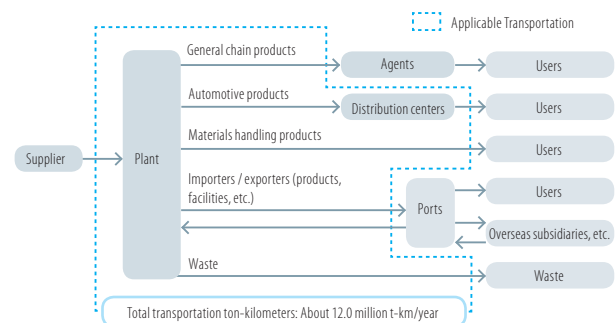 Applicable Transportation
General chain products
Agents
Users
Automotive products
Distribution centers
Users
Materials handling products
Users
Supplier
Plant
Importers / exporters (products,
facilities, etc.)
Ports
Users
Overseas subsidiaries, etc.
Waste
Waste
Total transportation ton-kilometers: About 12.0 million t-km/year